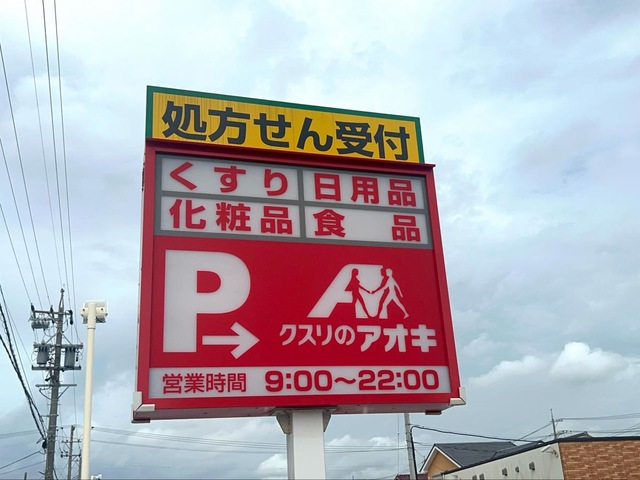 処方せん受付
くすり 日用品
化粧品 食品
P→
クスリのアオキ
営業時間 9:00～22:00